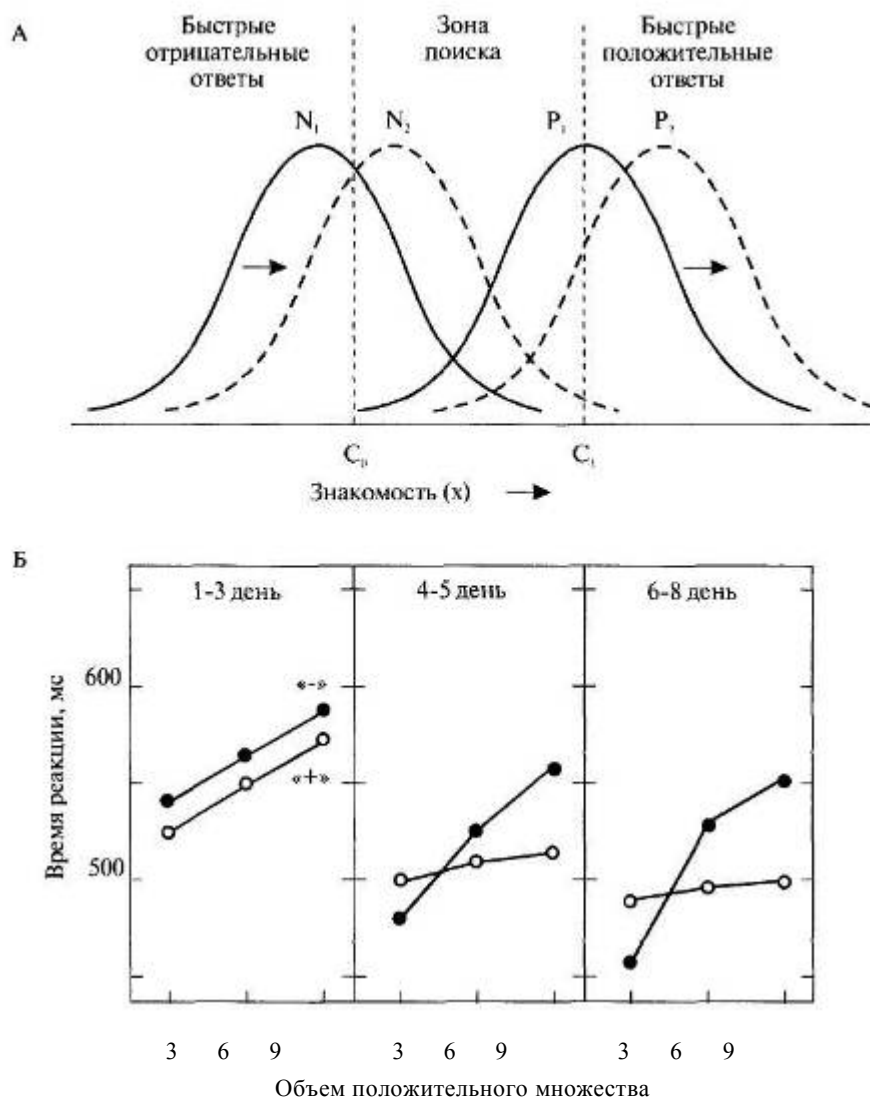 А
Быстрые
отрицательные
ответы
Зона
поиска
Быстрые
положительные
ответы
N₁
N₂
P₁
P₂
C₀
C₁
Знакомость (x)
Б
1-3 день
4-5 день
6-8 день
600
500
«-»
«+»
Время реакции, мс
3 6 9
3 6 9
3 6 9
Объем положительного множества